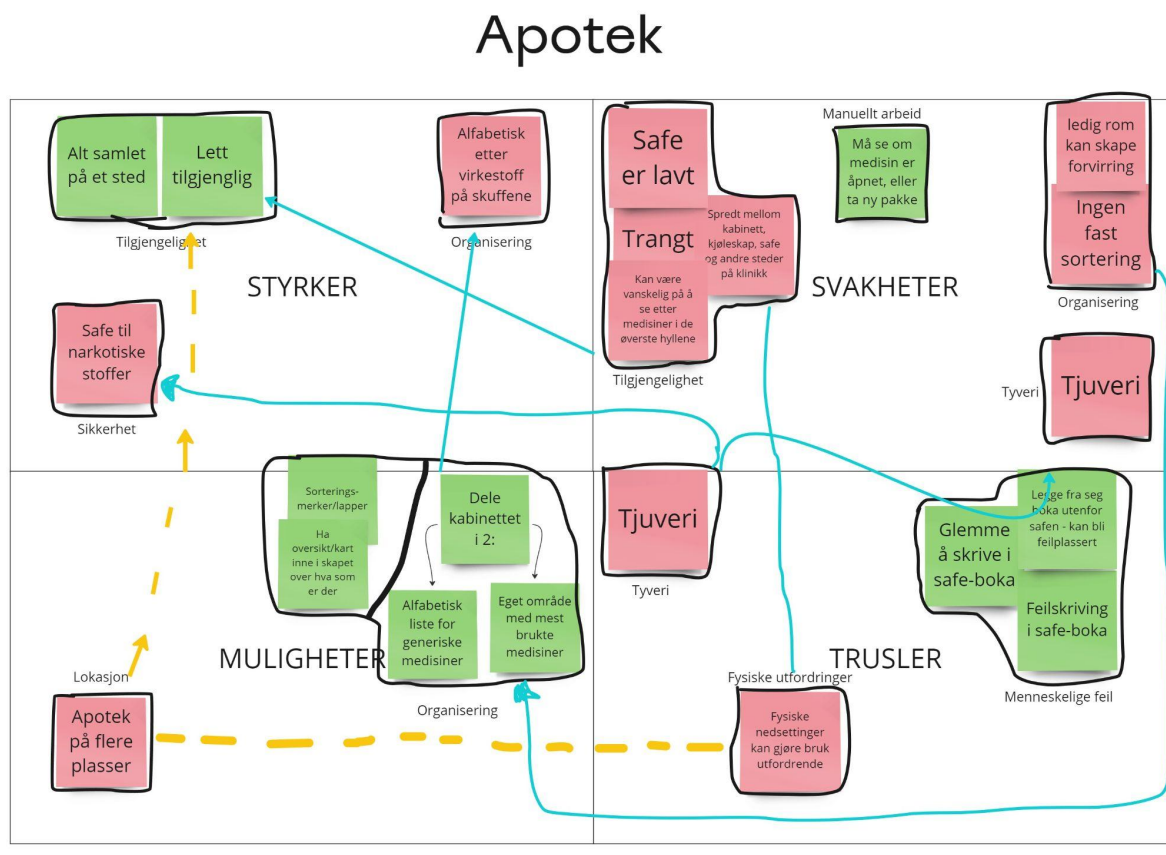 Apotek
Alt samlet
på et sted
Lett
tilgjenglig
Tilgjengelighet
Alfabetisk
etter
virkestoff
på skuffene
Organisering
STYRKER
Safe til
narkotiske
stoffer
Sikkerhet
Safe
er lavt
Trangt
Kan være
vanskelig på å
se etter
medisiner i de
øverste hyllene
Spredt mellom
kabinett,
kjøleskap, safe
og andre steder
på klinikk
Tilgjengelighet
Manuellt arbeid
Må se om
medisin er
åpnet, eller
ta ny pakke
SVAKHETER
ledig rom
kan skape
forvirring
Ingen
fast
sortering
Organisering
Tyveri
Tjuveri
Sorterings-
merker/lapper
Ha
oversikt/kart
inne i skapet
over hva som
er der
Dele
kabinettet
i 2:
Alfabetisk
liste for
generiske
medisiner
Eget område
med mest
brukte
medisiner
MULIGHETER
Organisering
Lokasjon
Apotek
på flere
plasser
Tjuveri
Tyveri
Glemme
å skrive i
safe-boka
Legge fra seg
boka utenfor
safen - kan bli
feilplassert
Feilskriving
i safe-boka
TRUSLER
Menneskelige feil
Fysiske utfordringer
Fysiske
nedsettinger
kan gjøre bruk
utfordrende